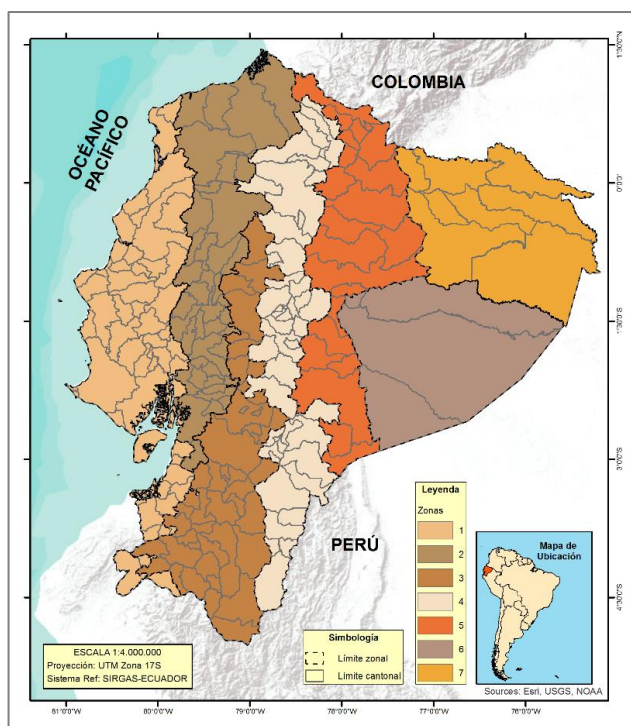 COLOMBIA
OCÉANO
PACÍFICO
PERÚ
1°30'0"N
0°0'0"
1°30'0"S
3°0'0"S
4°30'0"S
81°0'0"W
80°0'0"W
79°0'0"W
78°0'0"W
77°0'0"W
76°0'0"W
Leyenda
Zonas
1
2
3
4
5
6
7
Mapa de
Ubicación
ESCALA 1:4.000.000
Proyección: UTM Zona 17S
Sistema Ref: SIRGAS-ECUADOR
Simbología
Límite zonal
Límite cantonal
Sources: Esri, USGS, NOAA